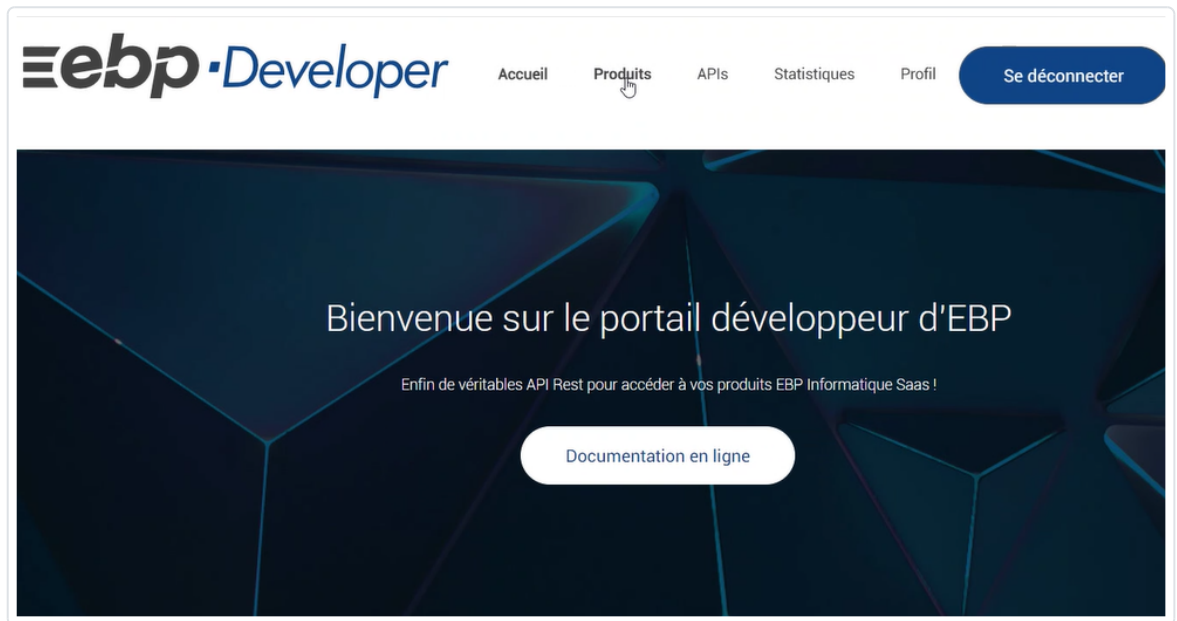 ebp·Developer
Accueil Produits APIs Statistiques Profil Se déconnecter
Bienvenue sur le portail développeur d'EBP
Enfin de véritables API Rest pour accéder à vos produits EBP Informatique Saas !
Documentation en ligne